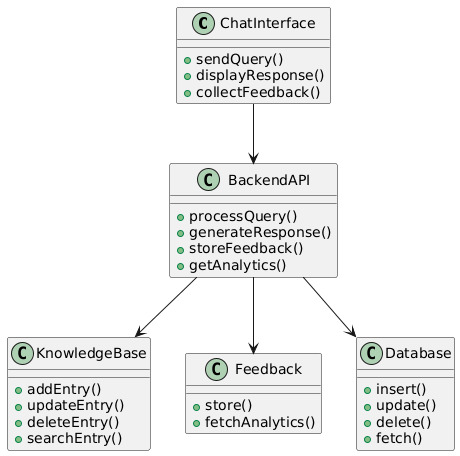 C ChatInterface
sendQuery()
displayResponse()
collectFeedback()
C BackendAPI
processQuery()
generateResponse()
storeFeedback()
getAnalytics()
C KnowledgeBase
addEntry()
updateEntry()
deleteEntry()
searchEntry()
C Feedback
store()
fetchAnalytics()
C Database
insert()
update()
delete()
fetch()